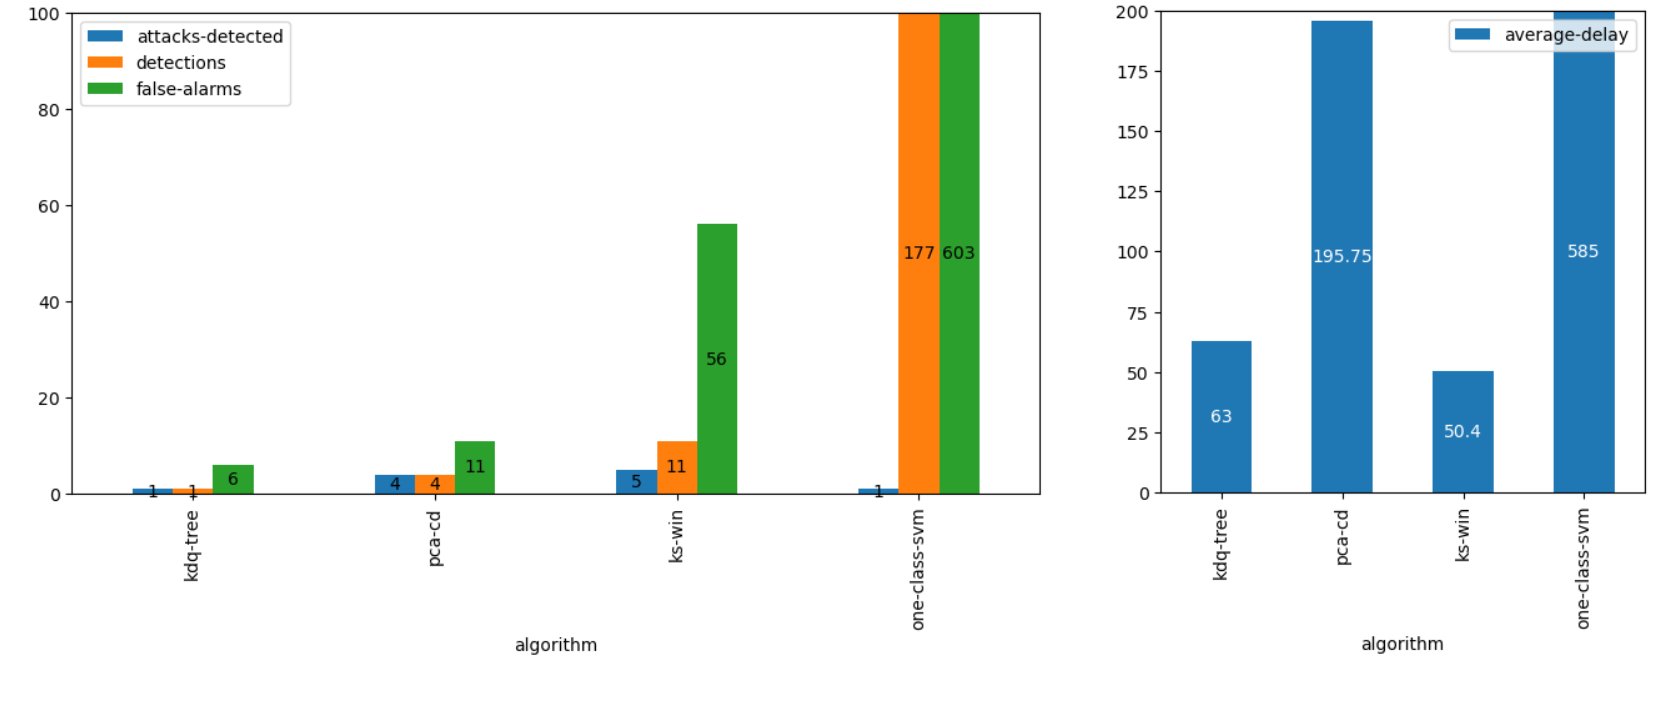 100
80
60
40
20
0
attacks-detected
detections
false-alarms
1 1 6
4 4 11
5 11 56
1 177 603
kdq-tree
pca-cd
ks-win
one-class-svm
algorithm
200
175
150
125
100
75
50
25
0
average-delay
63
195.75
50.4
585
kdq-tree
pca-cd
ks-win
one-class-svm
algorithm